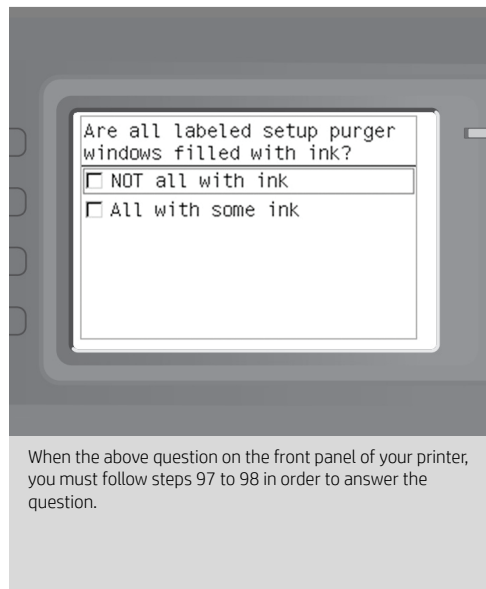 Are all labeled setup purger
windows filled with ink?
NOT all with ink
All with some ink
When the above question on the front panel of your printer,
you must follow steps 97 to 98 in order to answer the
question.